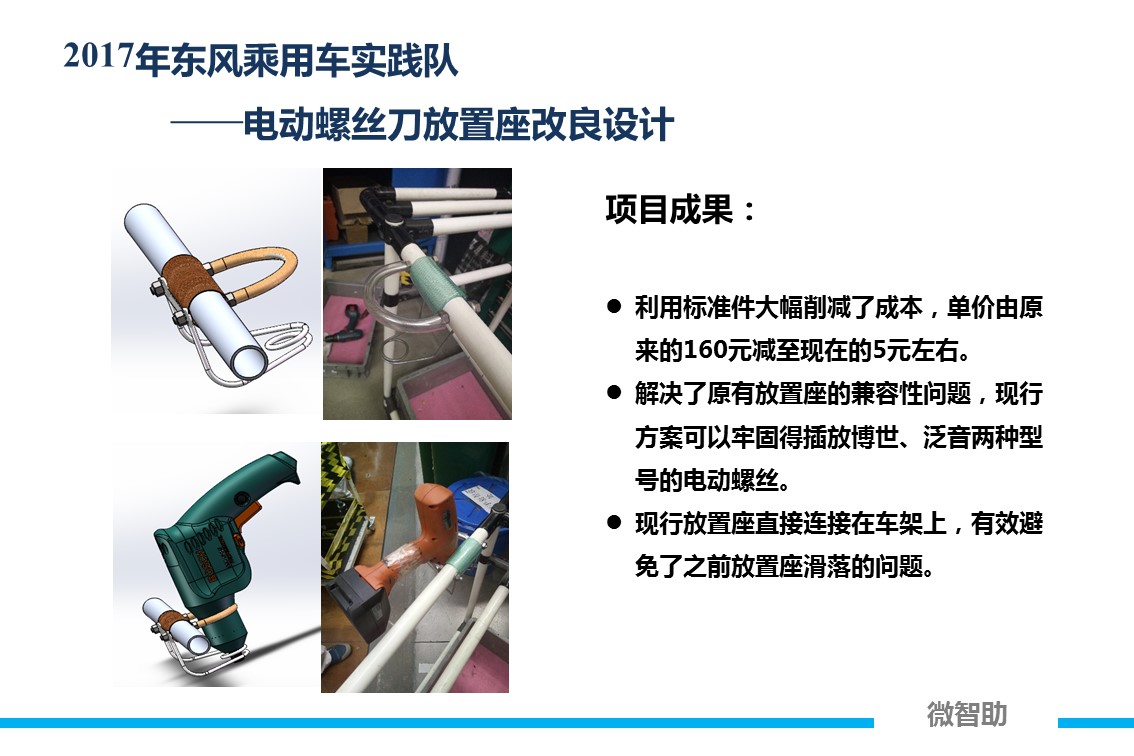 2017年东风乘用车实践队
——电动螺丝刀放置座改良设计
项目成果：
● 利用标准件大幅削减了成本，单价由原
来的160元减至现在的5元左右。
● 解决了原有放置座的兼容性问题，现行
方案可以牢固得插放博世、泛音两种型
号的电动螺丝。
● 现行放置座直接连接在车架上，有效避
免了之前放置座滑落的问题。
微智助